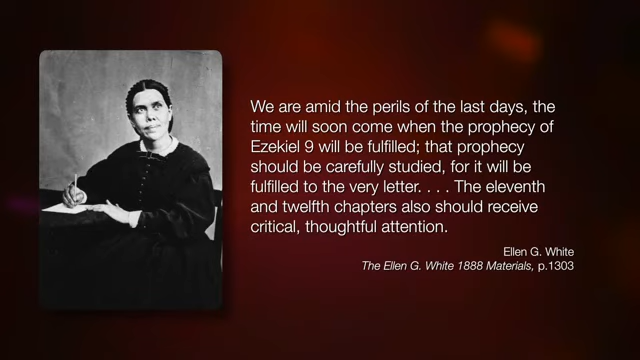 We are amid the perils of the last days, the
time will soon come when the prophecy of
Ezekiel 9 will be fulfilled; that prophecy
should be carefully studied, for it will be
fulfilled to the very letter. . . . The eleventh
and twelfth chapters also should receive
critical, thoughtful attention.
Ellen G. White
The Ellen G. White 1888 Materials, p.1303